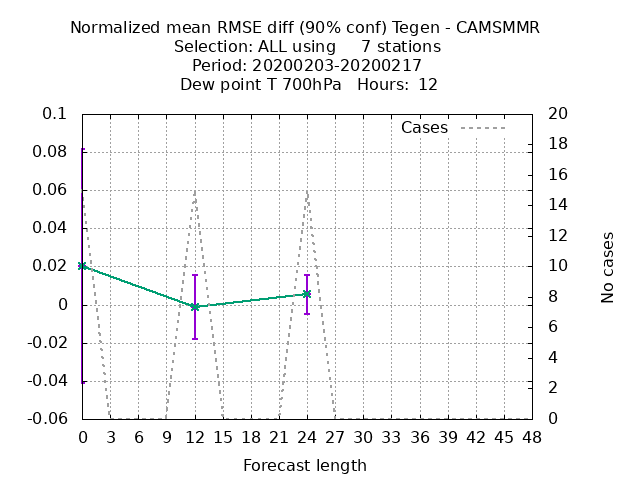 Normalized mean RMSE diff (90% conf) Tegen - CAMSMMR
Selection: ALL using     7 stations
Period: 20200203-20200217
Dew point T 700hPa   Hours:  12
0.1
0.08
0.06
0.04
0.02
0
-0.02
-0.04
-0.06
Cases
20
18
16
14
12
10
8
6
4
2
0
No cases
0 3 6 9 12 15 18 21 24 27 30 33 36 39 42 45 48
Forecast length